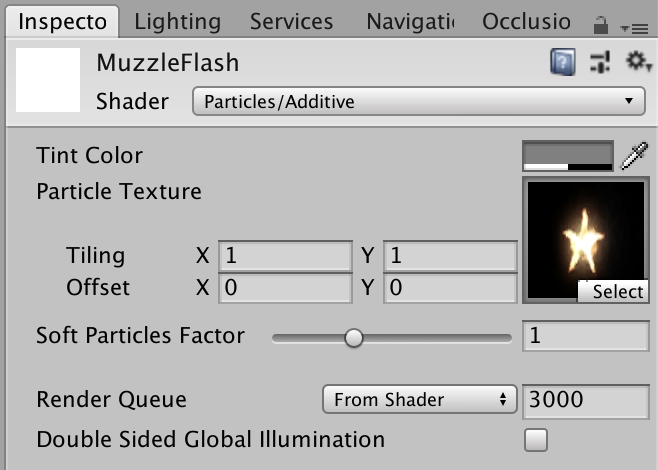 Inspecto Lighting Services Navigati Occlusio
MuzzleFlash
Shader Particles/Additive
Tint Color
Particle Texture
Tiling X 1 Y 1
Offset X 0 Y 0
Select
Soft Particles Factor 1
Render Queue From Shader 3000
Double Sided Global Illumination